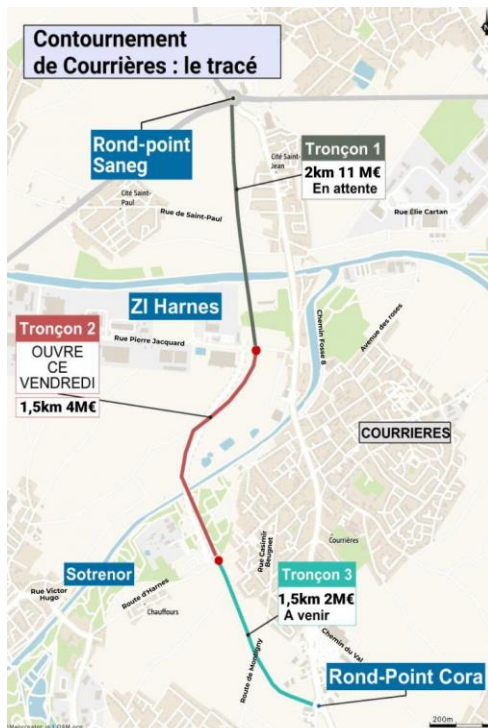 Contournement
de Courrières : le tracé
Rond-point
Saneg
Tronçon 1
2km 11 M€
En attente
Cité Saint-
Jean
Cité Saint-
Paul
Rue de Saint-Paul
Rue Élie Cartan
ZI Harnes
Tronçon 2
OUVRE
CE
VENDREDI
1,5km 4M€
Rue Pierre Jacquard
Chemin Fosse 8
Avenue des roses
COURRIERES
Sotrenor
Rue Victor
Hugo
Route d'Harnes
Chauffours
Rue Casimir
Beugnet
Courrières
Tronçon 3
1,5km 2M€
A venir
Route de Montigny
Chemin du Val
Rond-Point Cora
200m